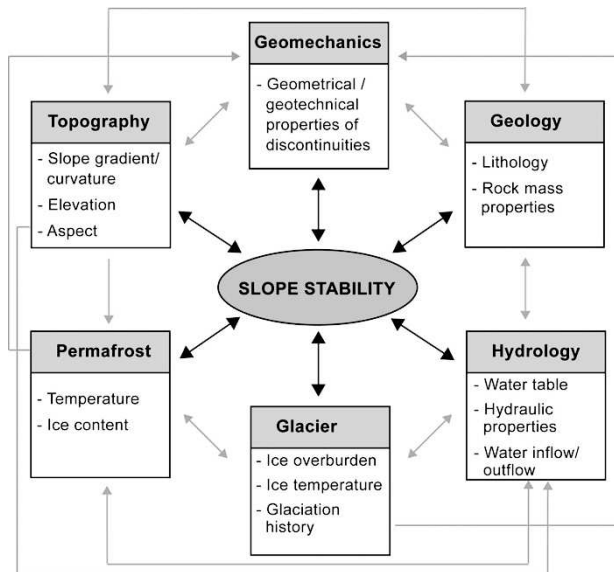 Geomechanics
- Geometrical /
geotechnical
properties of
discontinuities
Topography
- Slope gradient/
curvature
- Elevation
- Aspect
Geology
- Lithology
- Rock mass
properties
SLOPE STABILITY
Permafrost
- Temperature
- Ice content
Glacier
- Ice overburden
- Ice temperature
- Glaciation
history
Hydrology
- Water table
- Hydraulic
properties
- Water inflow/
outflow